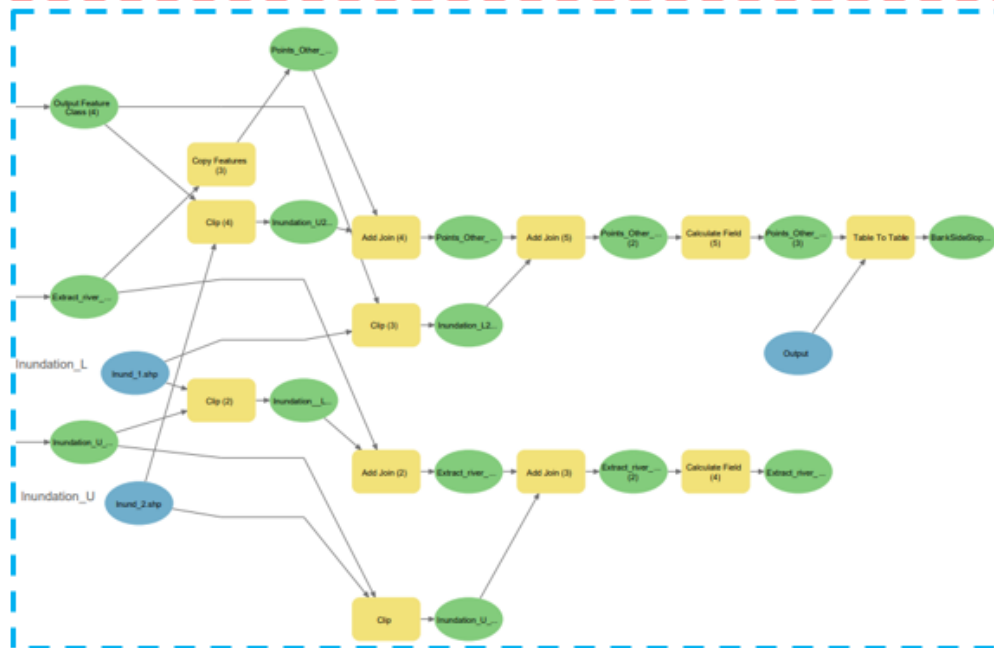 Points_Other_...
Output Feature
Class (4)
Copy Features
(3)
Clip (4)
Inundation_U2...
Add Join (4)
Points_Other_...
Add Join (5)
Points_Other_...
(2)
Calculate Field
(5)
Points_Other_...
(3)
Table To Table
BankSideSlop...
Extract_river_...
Clip (3)
Inundation_L2...
Output
Inundation_L
Inund_1.shp
Clip (2)
Inundation__L...
Inundation_U_...
Add Join (2)
Extract_river_...
Add Join (3)
Extract_river_...
(2)
Calculate Field
(4)
Extract_river_...
Inundation_U
Inund_2.shp
Clip
Inundation_U_...